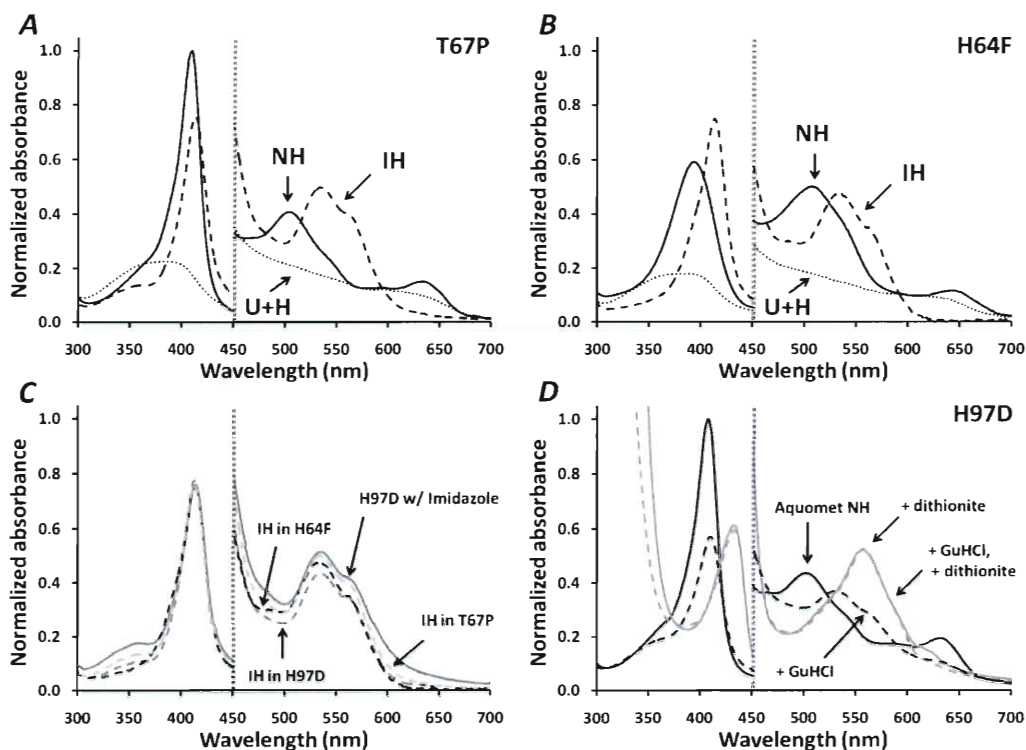 A
T67P
Normalized absorbance
1.0
0.8
0.6
0.4
0.2
0.0
NH
IH
U+H
300 350 400 450 500 550 600 650 700
Wavelength (nm)
B
H64F
Normalized absorbance
1.0
0.8
0.6
0.4
0.2
0.0
NH
IH
U+H
300 350 400 450 500 550 600 650 700
Wavelength (nm)
C
Normalized absorbance
1.0
0.8
0.6
0.4
0.2
0.0
H97D w/ Imidazole
IH in H64F
IH in T67P
IH in H97D
300 350 400 450 500 550 600 650 700
Wavelength (nm)
D
H97D
Normalized absorbance
1.0
0.8
0.6
0.4
0.2
0.0
Aquomet NH
+ dithionite
+ GuHCl,
+ dithionite
+ GuHCl
300 350 400 450 500 550 600 650 700
Wavelength (nm)